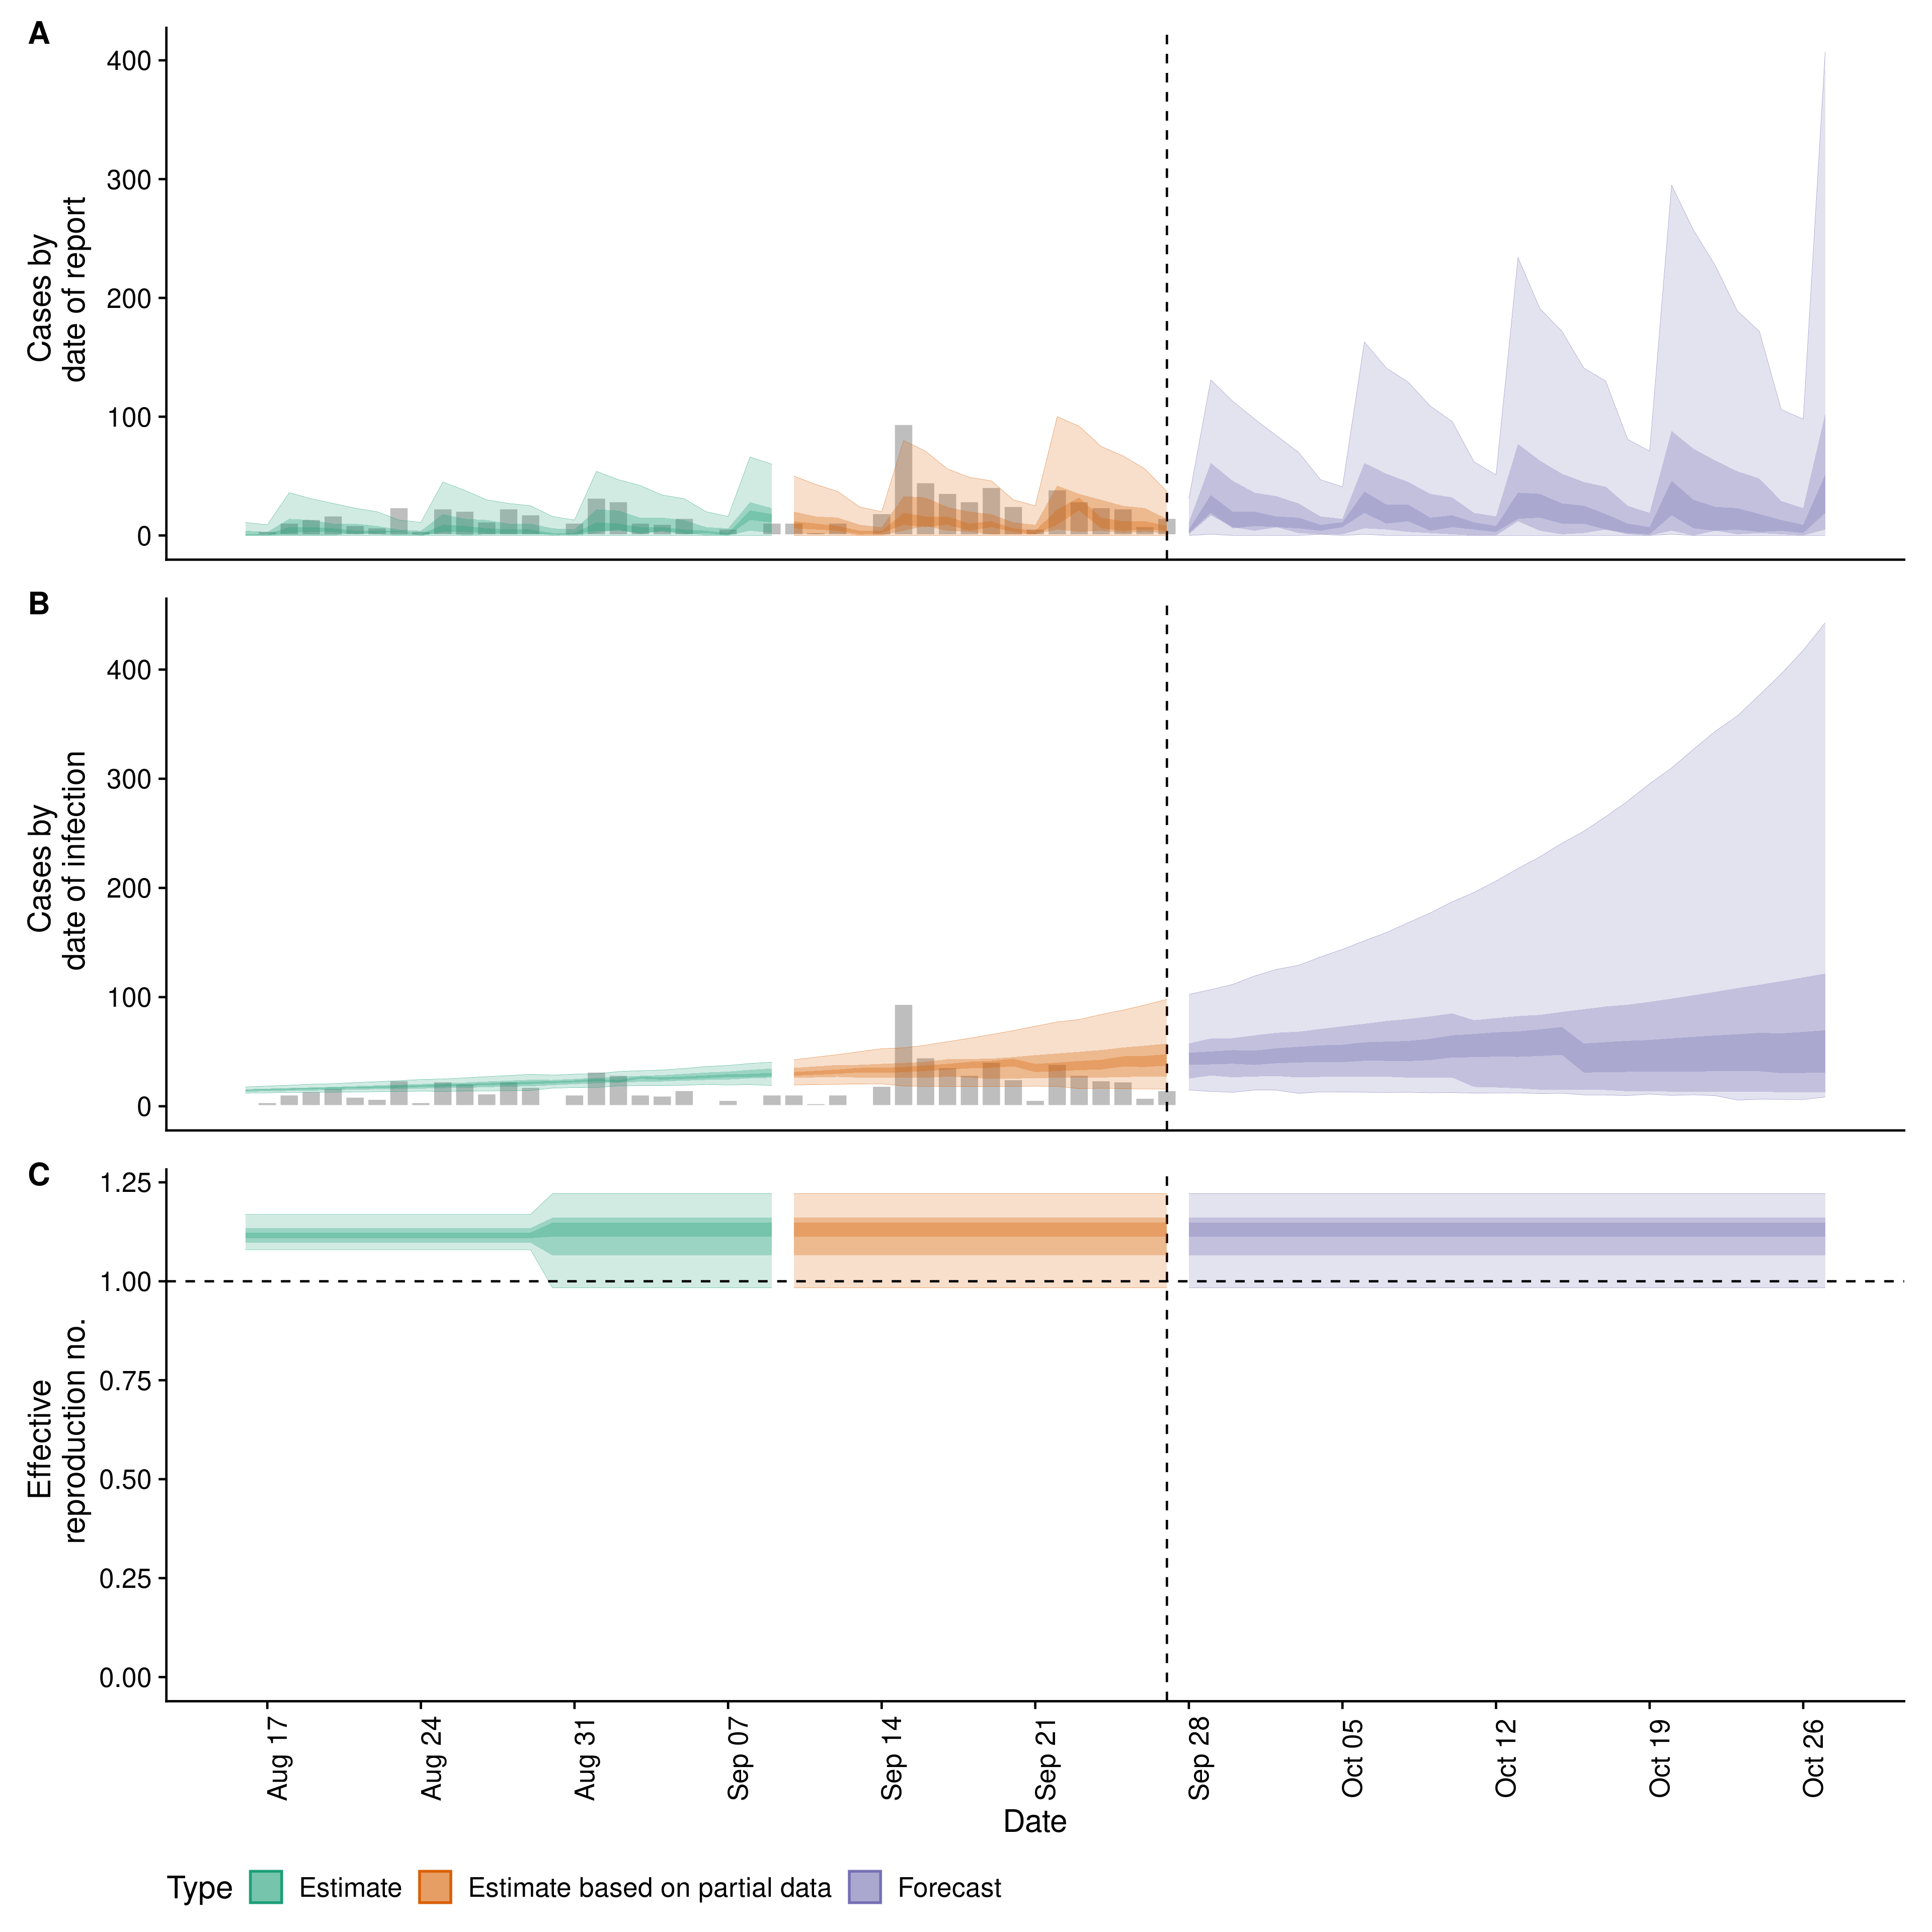 A
400
300
200
100
0
Cases by
date of report
B
400
300
200
100
0
Cases by
date of infection
C
1.25
1.00
0.75
0.50
0.25
0.00
Effective
reproduction no.
Aug 17
Aug 24
Aug 31
Sep 07
Sep 14
Sep 21
Sep 28
Oct 05
Oct 12
Oct 19
Oct 26
Date
Type Estimate Estimate based on partial data Forecast